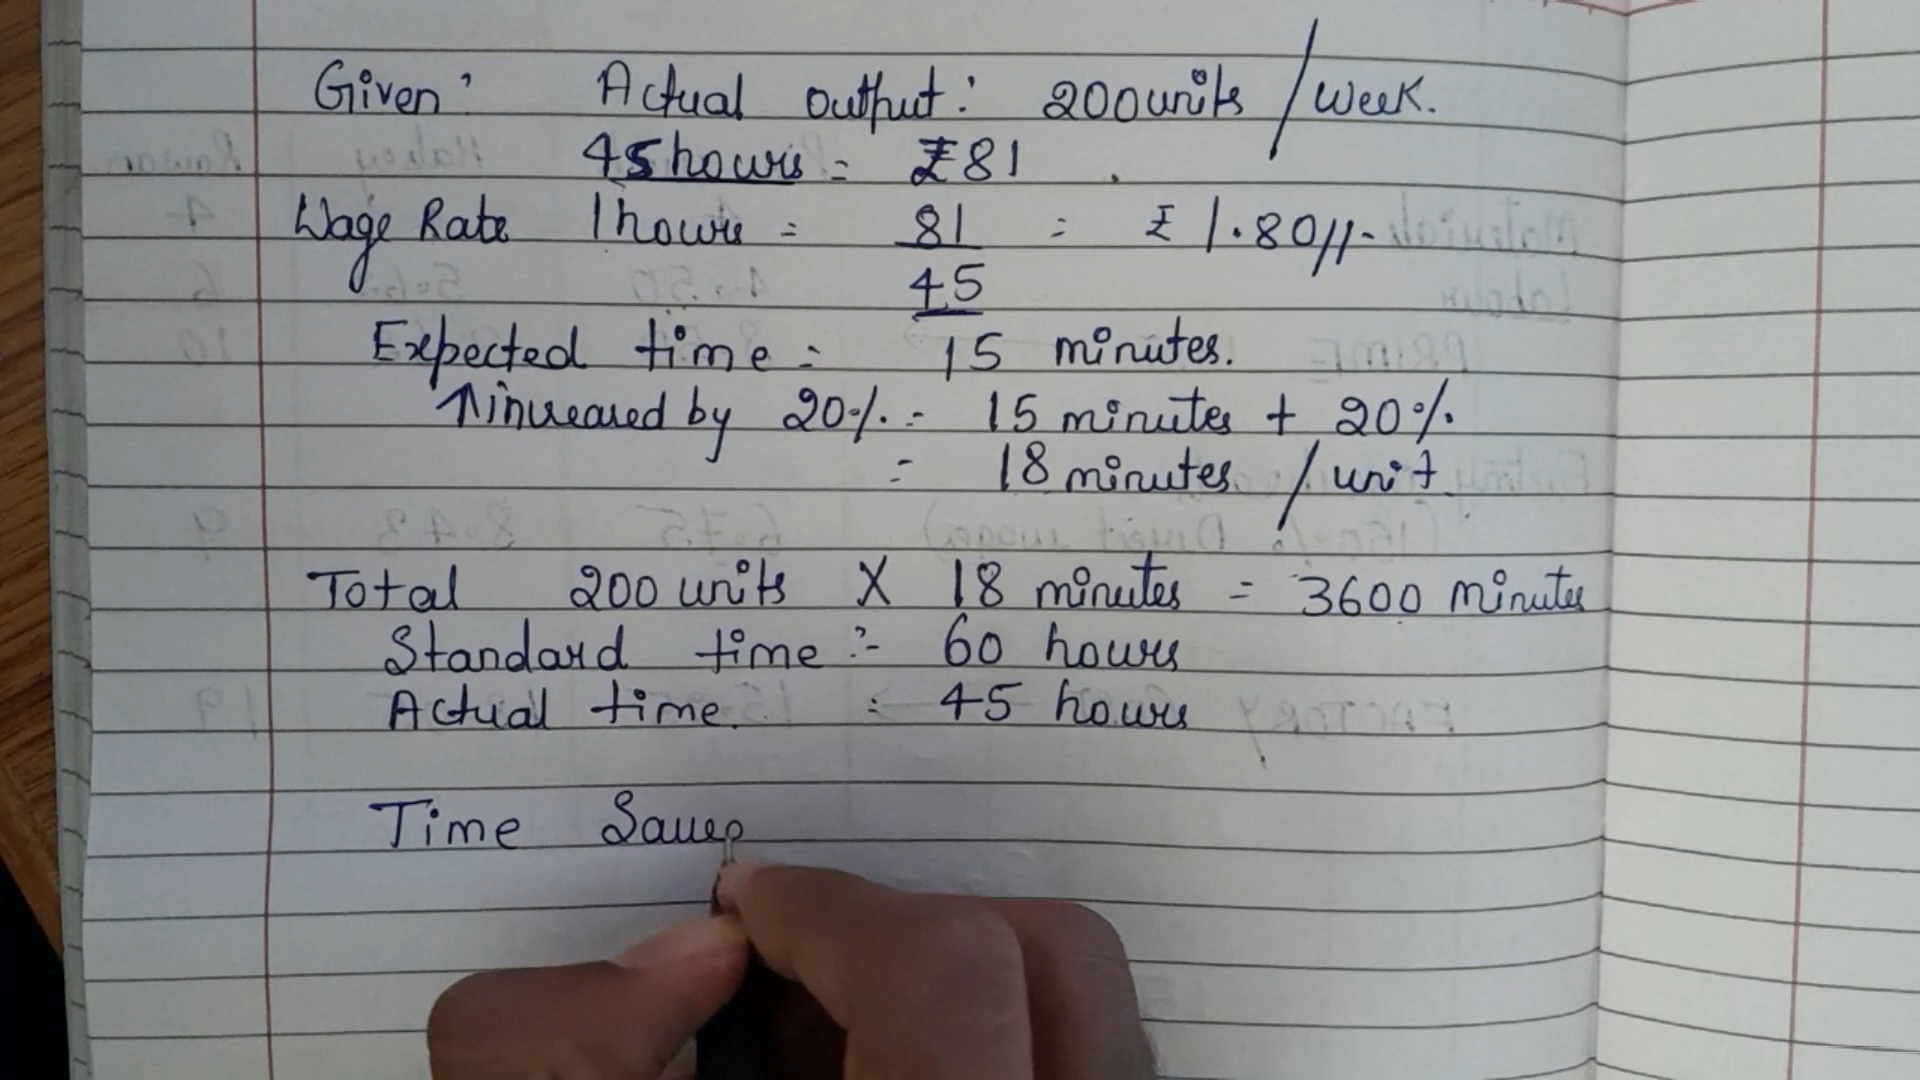 Given: Actual output: 200 units / Week.
45 hours = ₹81
Wage Rate 1 hours = 81 = ₹ 1.80//-
45
Expected time = 15 minutes.
↑ increased by 20% = 15 minutes + 20%
= 18 minutes / unit
Total 200 units X 18 minutes = 3600 minutes
Standard time :- 60 hours
Actual time : 45 hours
Time Save